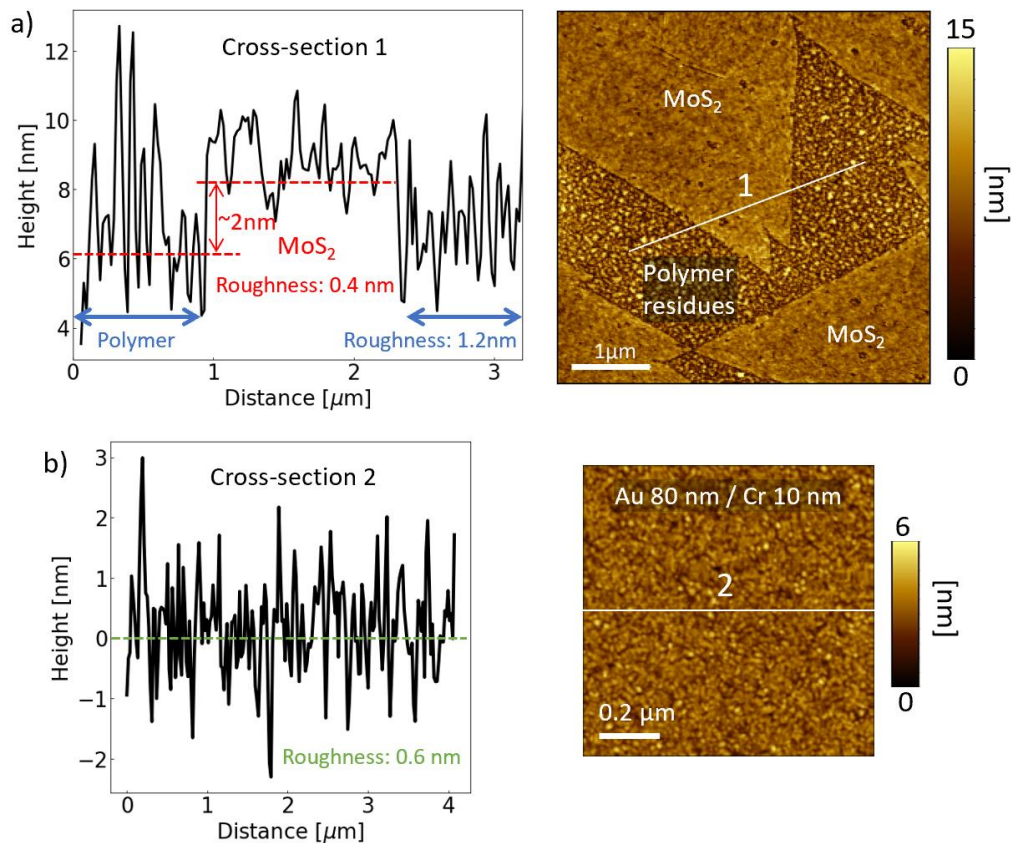 a)
Cross-section 1
Height [nm]
12
10
8
6
4
~2nm
MoS2
Roughness: 0.4 nm
Polymer
Roughness: 1.2nm
0
1
2
3
Distance [μm]
MoS2
1
Polymer
residues
MoS2
1μm
15
[nm]
0
b)
Cross-section 2
Height [nm]
3
2
1
0
−1
−2
Roughness: 0.6 nm
0
1
2
3
4
Distance [μm]
Au 80 nm / Cr 10 nm
2
0.2 μm
6
[nm]
0